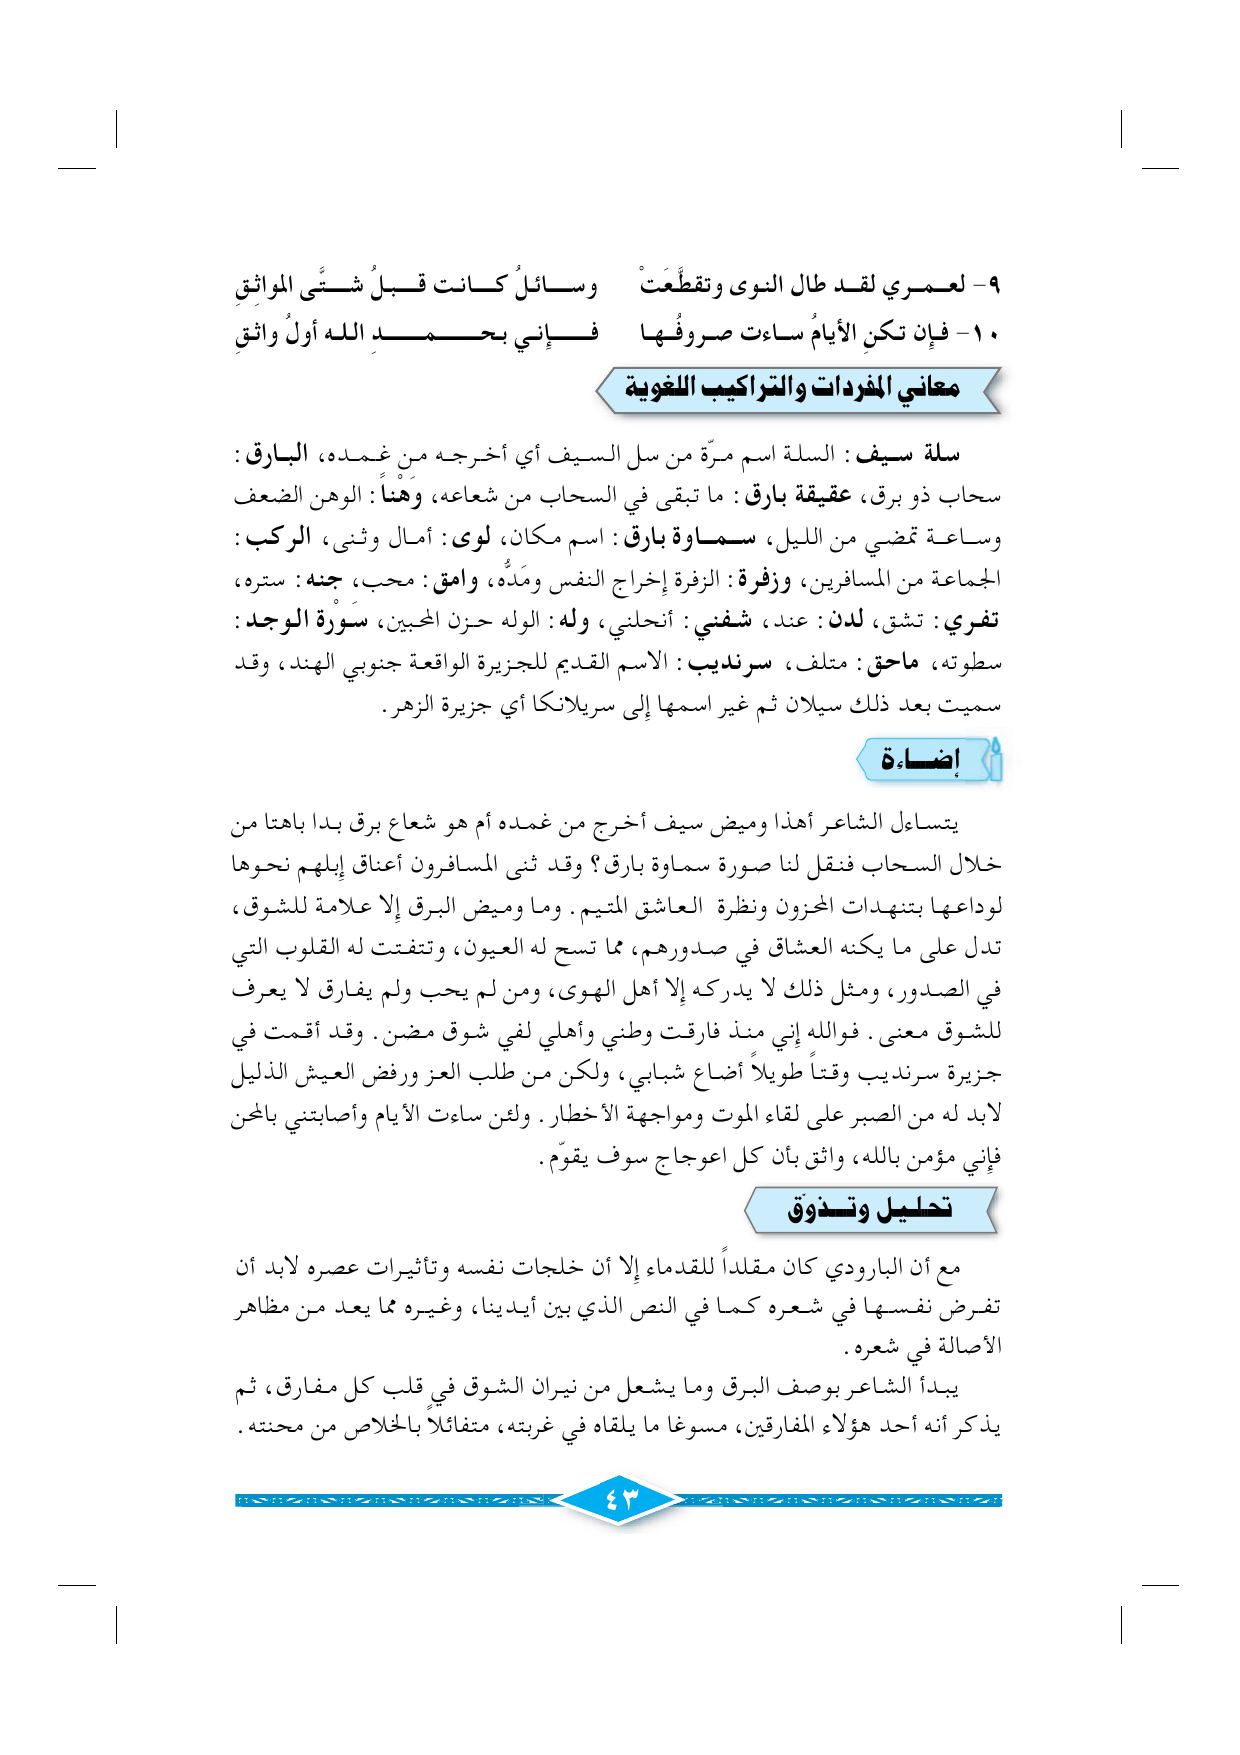 ٩- لعمري لقد طال النوى وتقطَّعَتْ    وسائلُ كانت قبلُ شتَّى المواثِقِ
١٠- فإن تكنِ الأيامُ ساءت صروفُها    فإني بحمدِ الله أولُ واثقِ
معاني المفردات والتراكيب اللغوية
سلة سيف: السلة اسم مرّة من سل السيف أي أخرجه من غمده، البارق:
سحاب ذو برق، عقيقة بارق: ما تبقى في السحاب من شعاعه، وَهْناً: الوهن الضعف
وساعة تمضي من الليل، سماوة بارق: اسم مكان، لوى: أمال وثنى، الركب:
الجماعة من المسافرين، وزفرة: الزفرة إخراج النفس ومَدُّه، وامق: محب، جنه: ستره،
تفري: تشق، لدن: عند، شفني: أنحلني، وله: الوله حزن المحبين، سَوْرة الوجد:
سطوته، ماحق: متلف، سرنديب: الاسم القديم للجزيرة الواقعة جنوبي الهند، وقد
سميت بعد ذلك سيلان ثم غير اسمها إلى سريلانكا أي جزيرة الزهر.
إضاءة
يتساءل الشاعر أهذا وميض سيف أخرج من غمده أم هو شعاع برق بدا باهتا من
خلال السحاب فنقل لنا صورة سماوة بارق؟ وقد ثنى المسافرون أعناق إبلهم نحوها
لوداعها بتنهدات المحزون ونظرة العاشق المتيم. وما وميض البرق إلا علامة للشوق،
تدل على ما يكنه العشاق في صدورهم، مما تسح له العيون، وتتفتت له القلوب التي
في الصدور، ومثل ذلك لا يدركه إلا أهل الهوى، ومن لم يحب ولم يفارق لا يعرف
للشوق معنى. فوالله إني منذ فارقت وطني وأهلي لفي شوق مضن. وقد أقمت في
جزيرة سرنديب وقتاً طويلاً أضاع شبابي، ولكن من طلب العز ورفض العيش الذليل
لابد له من الصبر على لقاء الموت ومواجهة الأخطار. ولئن ساءت الأيام وأصابتني بالمحن
فإني مؤمن بالله، واثق بأن كل اعوجاج سوف يقوّم.
تحليل وتذوّق
مع أن البارودي كان مقلداً للقدماء إلا أن خلجات نفسه وتأثيرات عصره لابد أن
تفرض نفسها في شعره كما في النص الذي بين أيدينا، وغيره مما يعد من مظاهر
الأصالة في شعره.
يبدأ الشاعر بوصف البرق وما يشعل من نيران الشوق في قلب كل مفارق، ثم
يذكر أنه أحد هؤلاء المفارقين، مسوغا ما يلقاه في غربته، متفائلاً بالخلاص من محنته.
٤٣